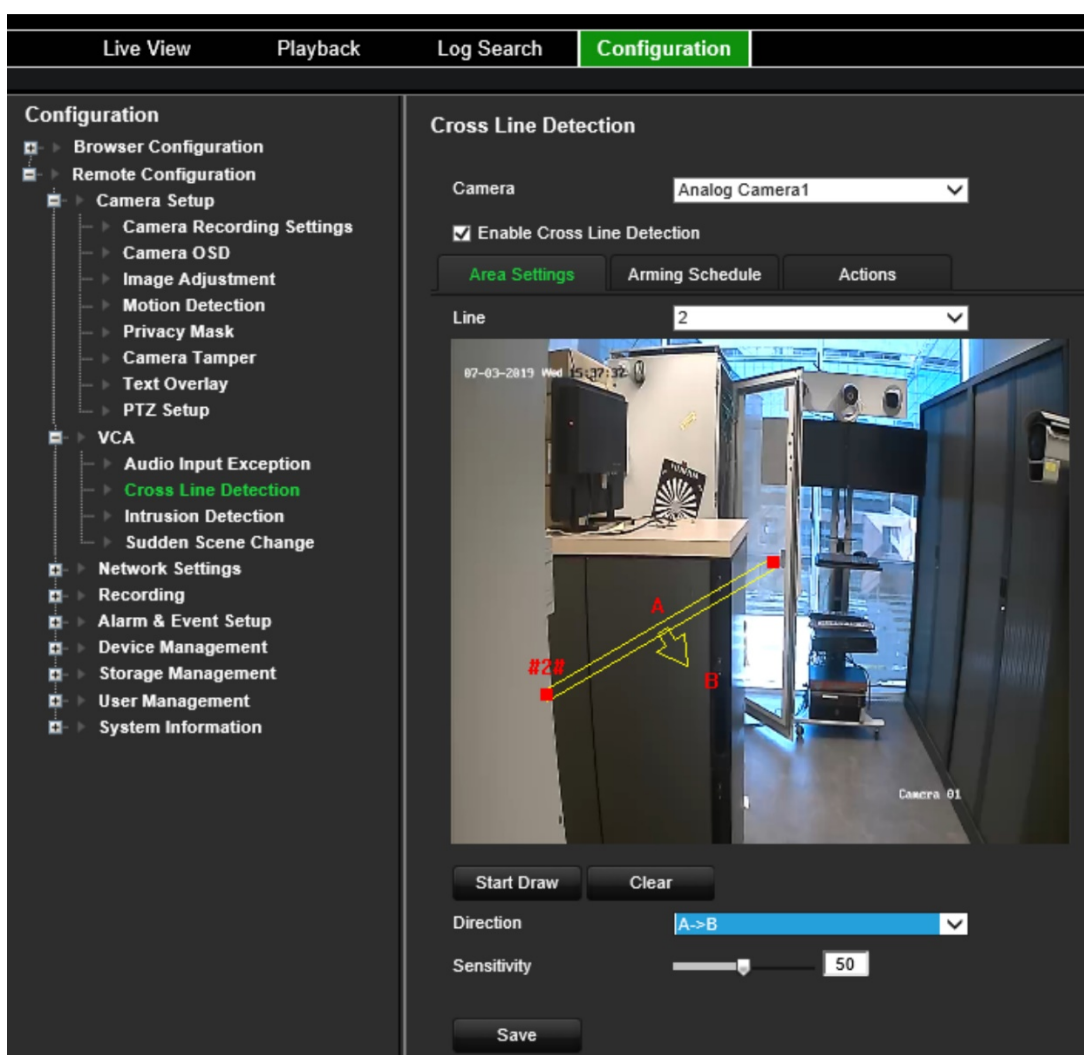 Live View Playback Log Search Configuration
Configuration
Browser Configuration
Remote Configuration
Camera Setup
Camera Recording Settings
Camera OSD
Image Adjustment
Motion Detection
Privacy Mask
Camera Tamper
Text Overlay
PTZ Setup
VCA
Audio Input Exception
Cross Line Detection
Intrusion Detection
Sudden Scene Change
Network Settings
Recording
Alarm & Event Setup
Device Management
Storage Management
User Management
System Information
Cross Line Detection
Camera Analog Camera1
Enable Cross Line Detection
Area Settings Arming Schedule Actions
Line 2
07-03-2019 Wed 15:37:32
A
#2#
B
Camera 01
Start Draw Clear
Direction A->B
Sensitivity 50
Save